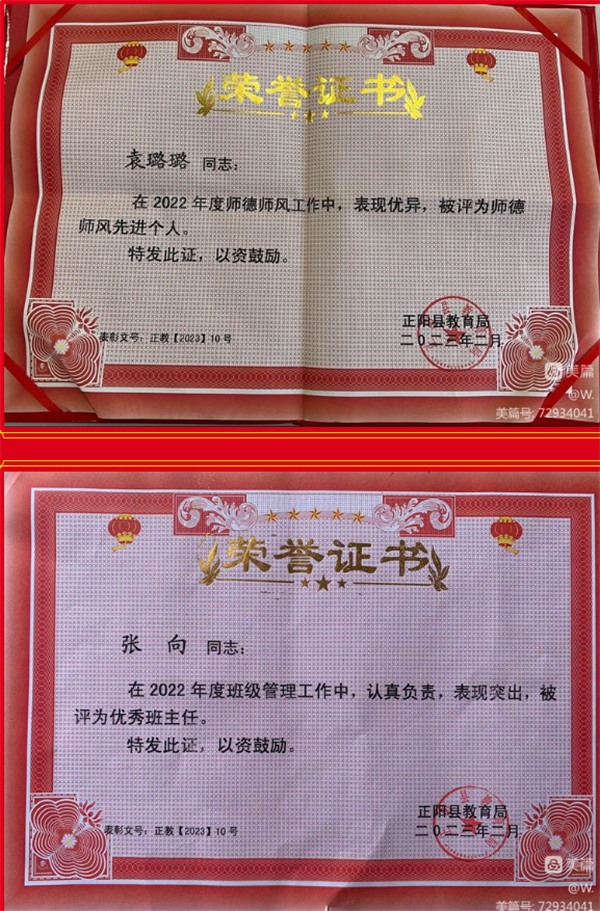 荣誉证书
袁璐璐 同志：
在2022年度师德师风工作中，表现优异，被评为师德
师风先进个人。
特发此证，以资鼓励。
正阳县教育局
二〇二三年二月
表彰文号：正教【2023】10号
美篇
@W.
美篇号: 72934041
荣誉证书
张 向 同志：
在2022年度班级管理工作中，认真负责，表现突出，被
评为优秀班主任。
特发此证，以资鼓励。
正阳县教育局
二〇二三年二月
表彰文号：正教【2023】10号
美篇
@W.
美篇号: 72934041